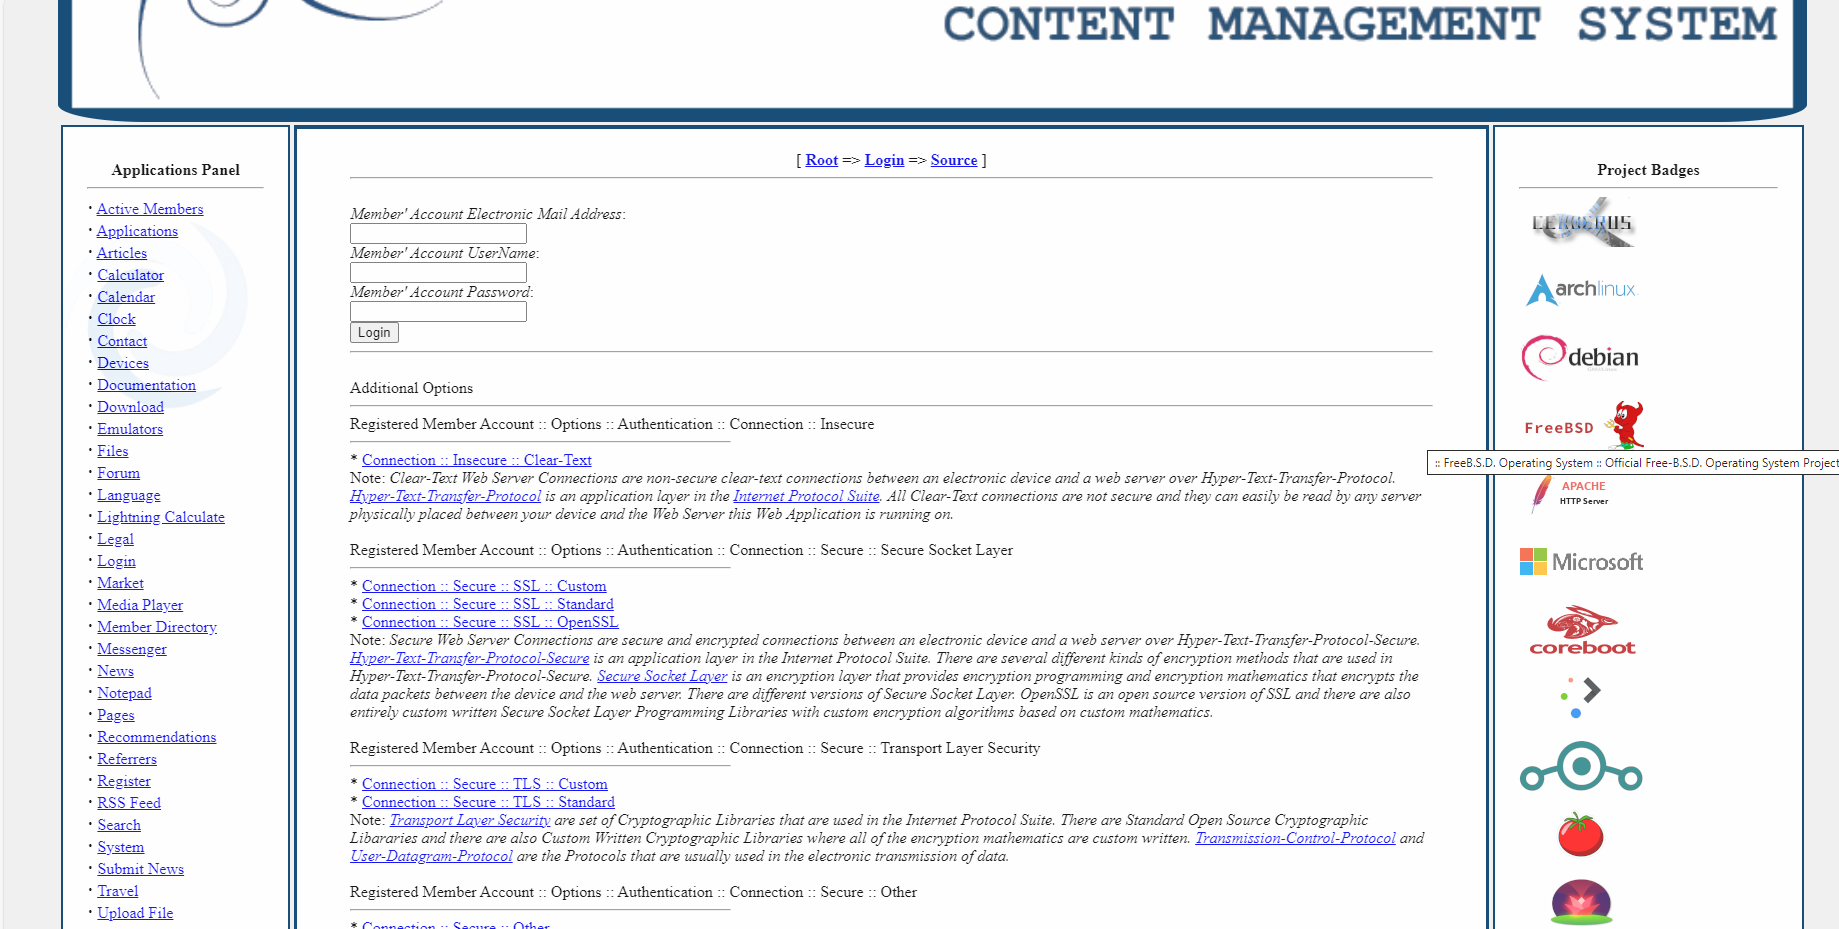 CONTENT MANAGEMENT SYSTEM
Applications Panel
· Active Members
· Applications
· Articles
· Calculator
· Calendar
· Clock
· Contact
· Devices
· Documentation
· Download
· Emulators
· Files
· Forum
· Language
· Lightning Calculate
· Legal
· Login
· Market
· Media Player
· Member Directory
· Messenger
· News
· Notepad
· Pages
· Recommendations
· Referrers
· Register
· RSS Feed
· Search
· System
· Submit News
· Travel
· Upload File
[ Root => Login => Source ]
Member' Account Electronic Mail Address:
Member' Account UserName:
Member' Account Password:
Login
Additional Options
Registered Member Account :: Options :: Authentication :: Connection :: Insecure
* Connection :: Insecure :: Clear-Text
Note: Clear-Text Web Server Connections are non-secure clear-text connections between an electronic device and a web server over Hyper-Text-Transfer-Protocol.
Hyper-Text-Transfer-Protocol is an application layer in the Internet Protocol Suite. All Clear-Text connections are not secure and they can easily be read by any server
physically placed between your device and the Web Server this Web Application is running on.
Registered Member Account :: Options :: Authentication :: Connection :: Secure :: Secure Socket Layer
* Connection :: Secure :: SSL :: Custom
* Connection :: Secure :: SSL :: Standard
* Connection :: Secure :: SSL :: OpenSSL
Note: Secure Web Server Connections are secure and encrypted connections between an electronic device and a web server over Hyper-Text-Transfer-Protocol-Secure.
Hyper-Text-Transfer-Protocol-Secure is an application layer in the Internet Protocol Suite. There are several different kinds of encryption methods that are used in
Hyper-Text-Transfer-Protocol-Secure. Secure Socket Layer is an encryption layer that provides encryption programming and encryption mathematics that encrypts the
data packets between the device and the web server. There are different versions of Secure Socket Layer. OpenSSL is an open source version of SSL and there are also
entirely custom written Secure Socket Layer Programming Libraries with custom encryption algorithms based on custom mathematics.
Registered Member Account :: Options :: Authentication :: Connection :: Secure :: Transport Layer Security
* Connection :: Secure :: TLS :: Custom
* Connection :: Secure :: TLS :: Standard
Note: Transport Layer Security are set of Cryptographic Libraries that are used in the Internet Protocol Suite. There are Standard Open Source Cryptographic
Libararies and there are also Custom Written Cryptographic Libraries where all of the encryption mathematics are custom written. Transmission-Control-Protocol and
User-Datagram-Protocol are the Protocols that are usually used in the electronic transmission of data.
Registered Member Account :: Options :: Authentication :: Connection :: Secure :: Other
* Connection :: Secure :: Other
Project Badges
CERBERUS
archlinux
debian
FreeBSD
:: FreeB.S.D. Operating System :: Official Free-B.S.D. Operating System Project
APACHE
HTTP Server
Microsoft
coreboot